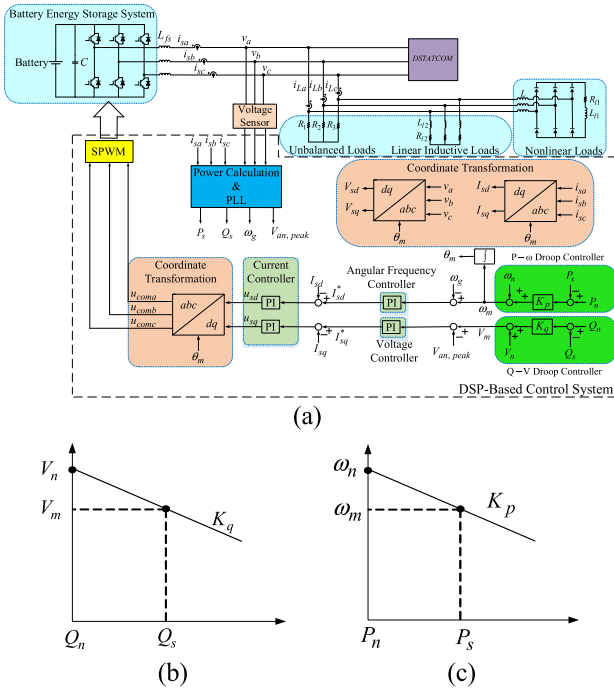 Battery Energy Storage System
Battery
C
L_fs
i_sa
i_sb
i_sc
v_a
v_b
v_c
DSTATCOM
i_La
i_Lb
i_Lc
Voltage Sensor
R_1
R_2
R_3
L_l2
R_l2
L
L
L
R_l1
L_l1
Unbalanced Loads
Linear Inductive Loads
Nonlinear Loads
SPWM
i_sa i_sb i_sc
Power Calculation
&
PLL
P_s
Q_s
ω_g
V_an, peak
Coordinate Transformation
V_sd
V_sq
dq
abc
v_a
v_b
v_c
θ_m
I_sd
I_sq
dq
abc
i_sa
i_sb
i_sc
θ_m
θ_m
∫
P−ω Droop Controller
Coordinate
Transformation
u_coma
u_comb
u_comc
abc
dq
θ_m
Current
Controller
u_sd
PI
u_sq
PI
I_sd
I*_sd
I*_sq
I_sq
Angular Frequency
Controller
PI
PI
Voltage
Controller
ω_g
ω_m
V_m
V_an, peak
ω_n
K_p
P_s
P_n
V_n
K_q
Q_n
Q_s
Q−V Droop Controller
DSP-Based Control System
(a)
V_n
V_m
K_q
Q_n
Q_s
(b)
ω_n
ω_m
K_p
P_n
P_s
(c)